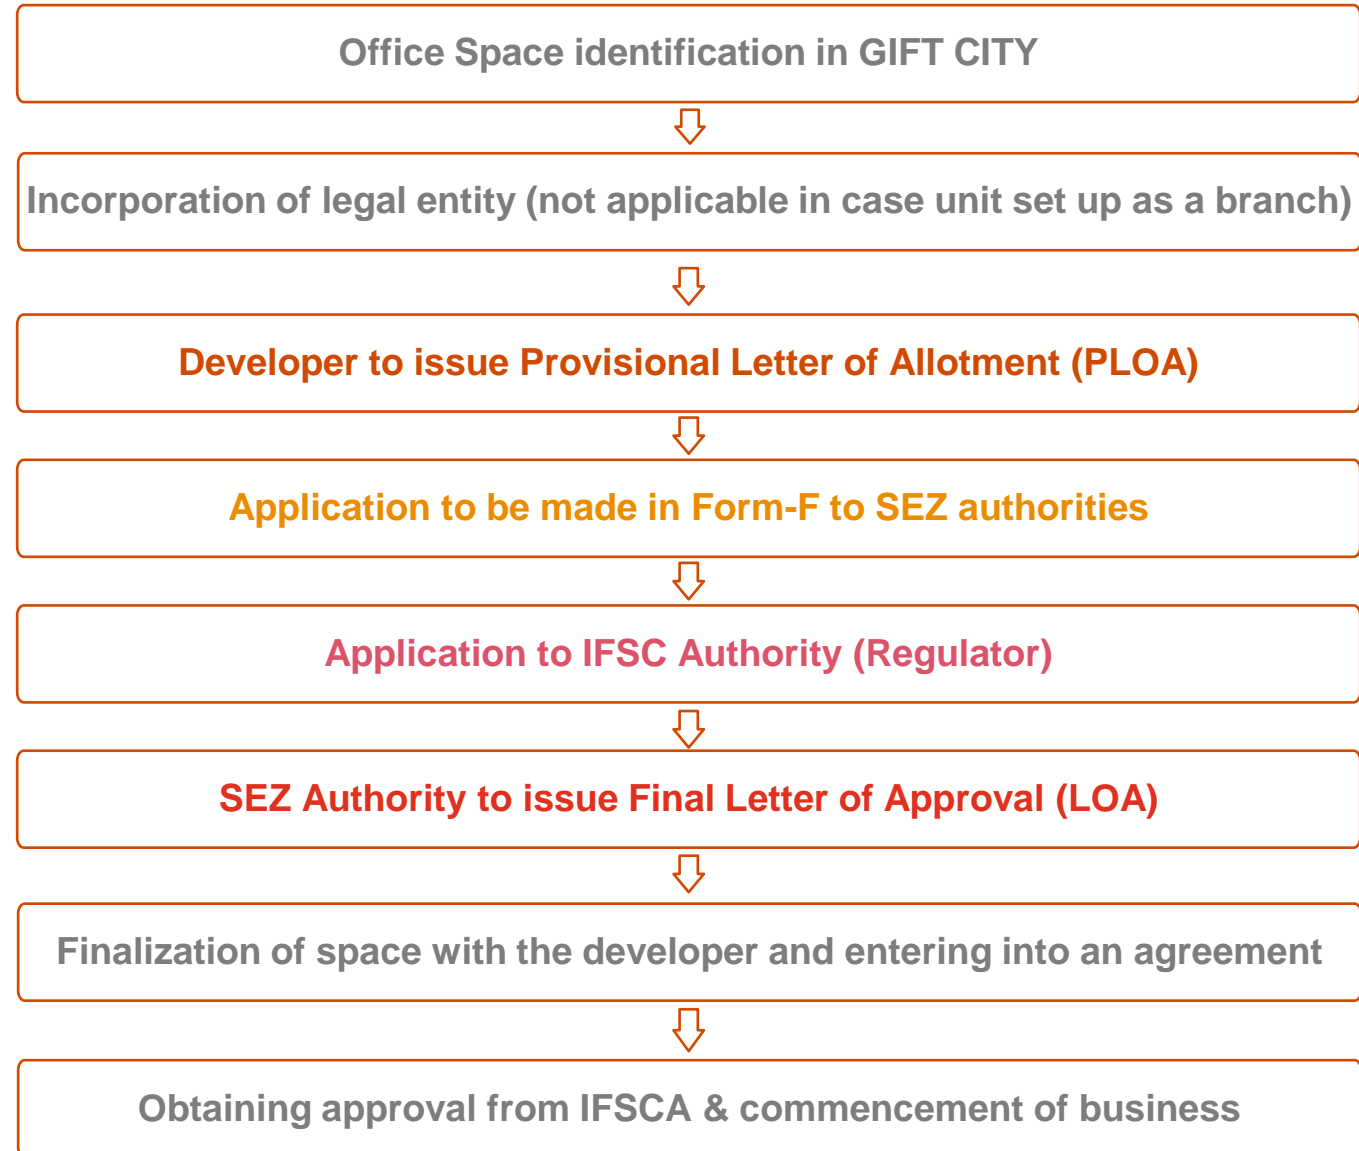 Office Space identification in GIFT CITY
Incorporation of legal entity (not applicable in case unit set up as a branch)
Developer to issue Provisional Letter of Allotment (PLOA)
Application to be made in Form-F to SEZ authorities
Application to IFSC Authority (Regulator)
SEZ Authority to issue Final Letter of Approval (LOA)
Finalization of space with the developer and entering into an agreement
Obtaining approval from IFSCA & commencement of business